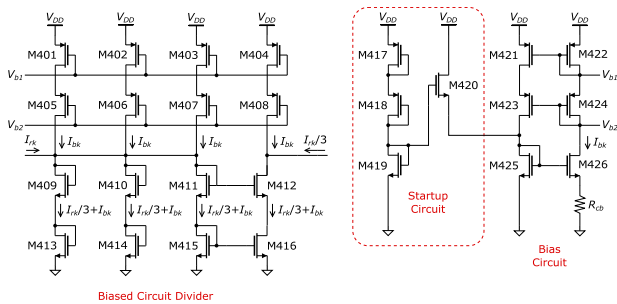 VDD VDD VDD VDD VDD VDD VDD VDD
M401 M402 M403 M404 M417 M420 M421 M422
Vb1 Vb1
M405 M406 M407 M408 M418 M423 M424
Vb2 Vb2
Irk Ibk Ibk Ibk Ibk Irk/3 Ibk
M409 M410 M411 M412 M419 M425 M426
Irk/3+Ibk Irk/3+Ibk Irk/3+Ibk Irk/3+Ibk
Startup
Circuit
Rcb
M413 M414 M415 M416
Bias
Circuit
Biased Circuit Divider